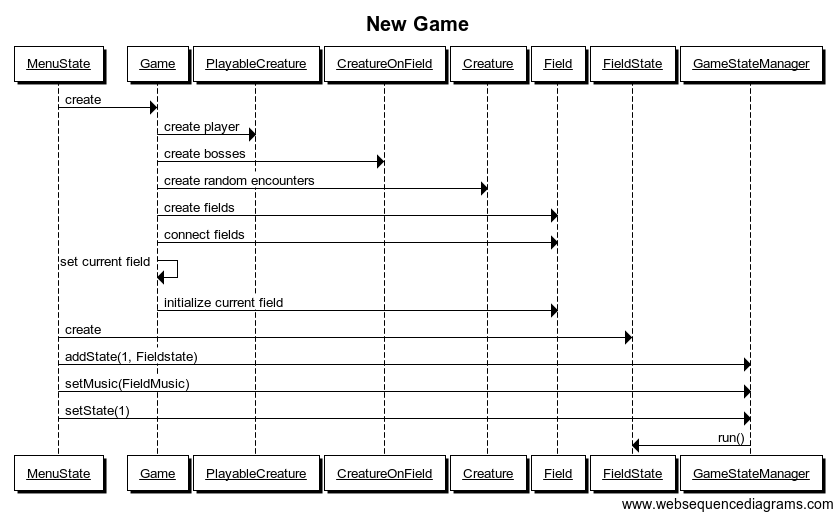 New Game
MenuState Game PlayableCreature CreatureOnField Creature Field FieldState GameStateManager
create
create player
create bosses
create random encounters
create fields
connect fields
set current field
initialize current field
create
addState(1, Fieldstate)
setMusic(FieldMusic)
setState(1)
run()
MenuState Game PlayableCreature CreatureOnField Creature Field FieldState GameStateManager
www.websequencediagrams.com